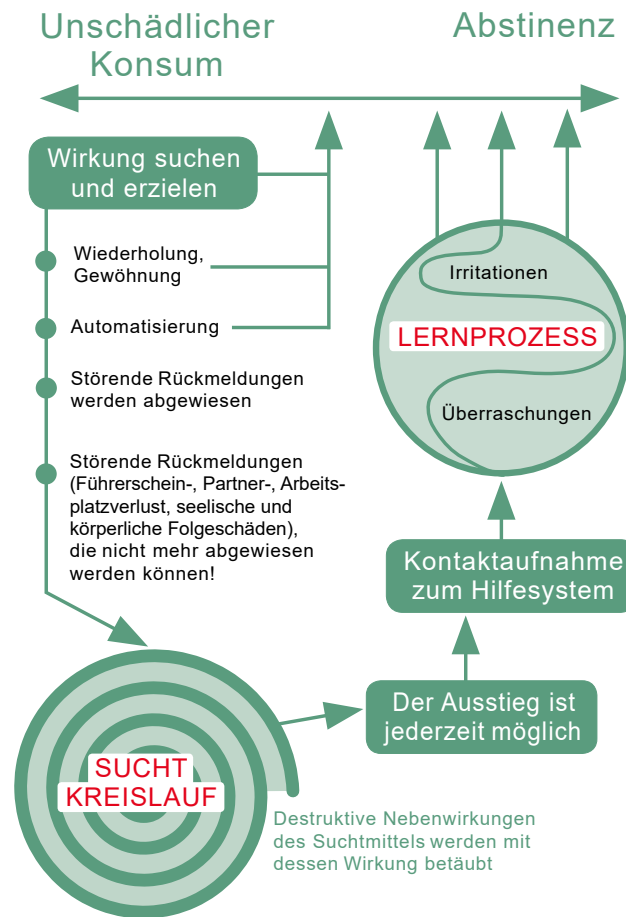 Unschädlicher
Konsum
Abstinenz
Wirkung suchen
und erzielen
Wiederholung,
Gewöhnung
Automatisierung
Störende Rückmeldungen
werden abgewiesen
Störende Rückmeldungen
(Führerschein-, Partner-, Arbeits-
platzverlust, seelische und
körperliche Folgeschäden),
die nicht mehr abgewiesen
werden können!
SUCHT
KREISLAUF
Destruktive Nebenwirkungen
des Suchtmittels werden mit
dessen Wirkung betäubt
Der Ausstieg ist
jederzeit möglich
Kontaktaufnahme
zum Hilfesystem
Irritationen
LERNPROZESS
Überraschungen